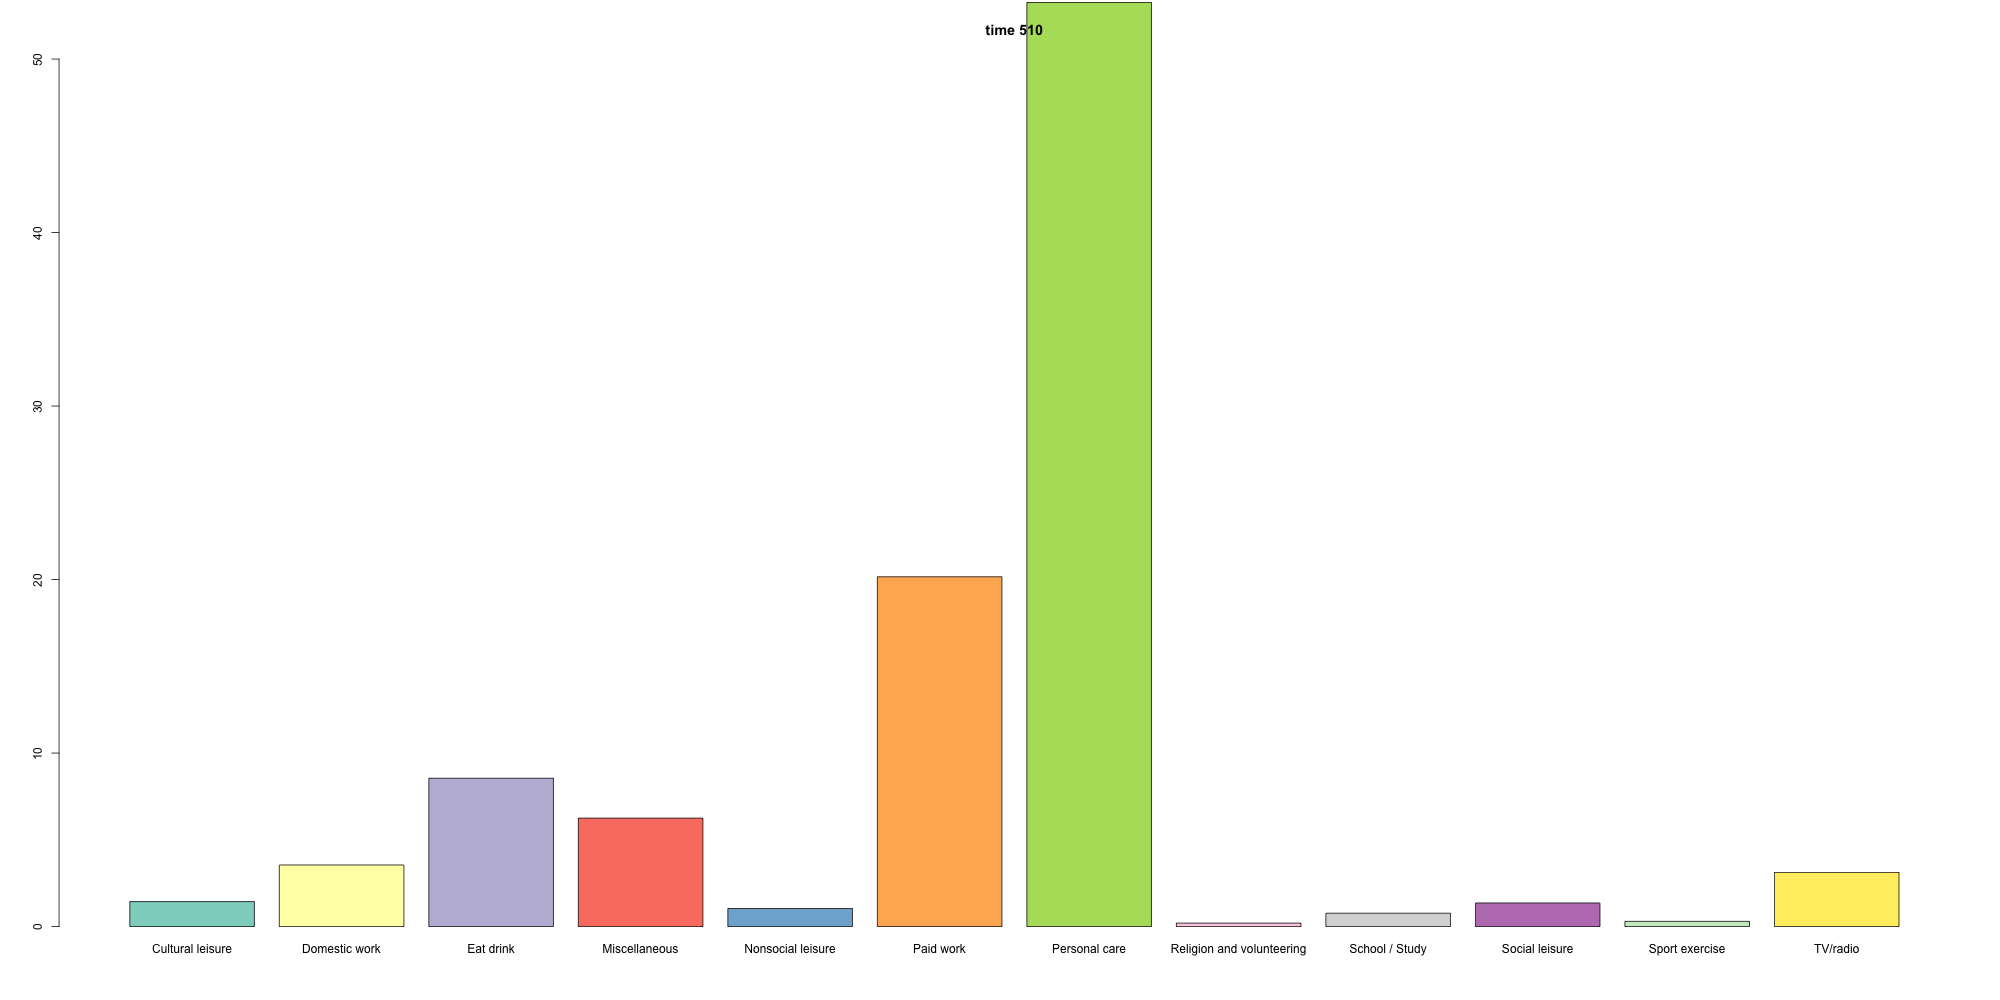 time 510
50
40
30
20
10
0
Cultural leisure
Domestic work
Eat drink
Miscellaneous
Nonsocial leisure
Paid work
Personal care
Religion and volunteering
School / Study
Social leisure
Sport exercise
TV/radio